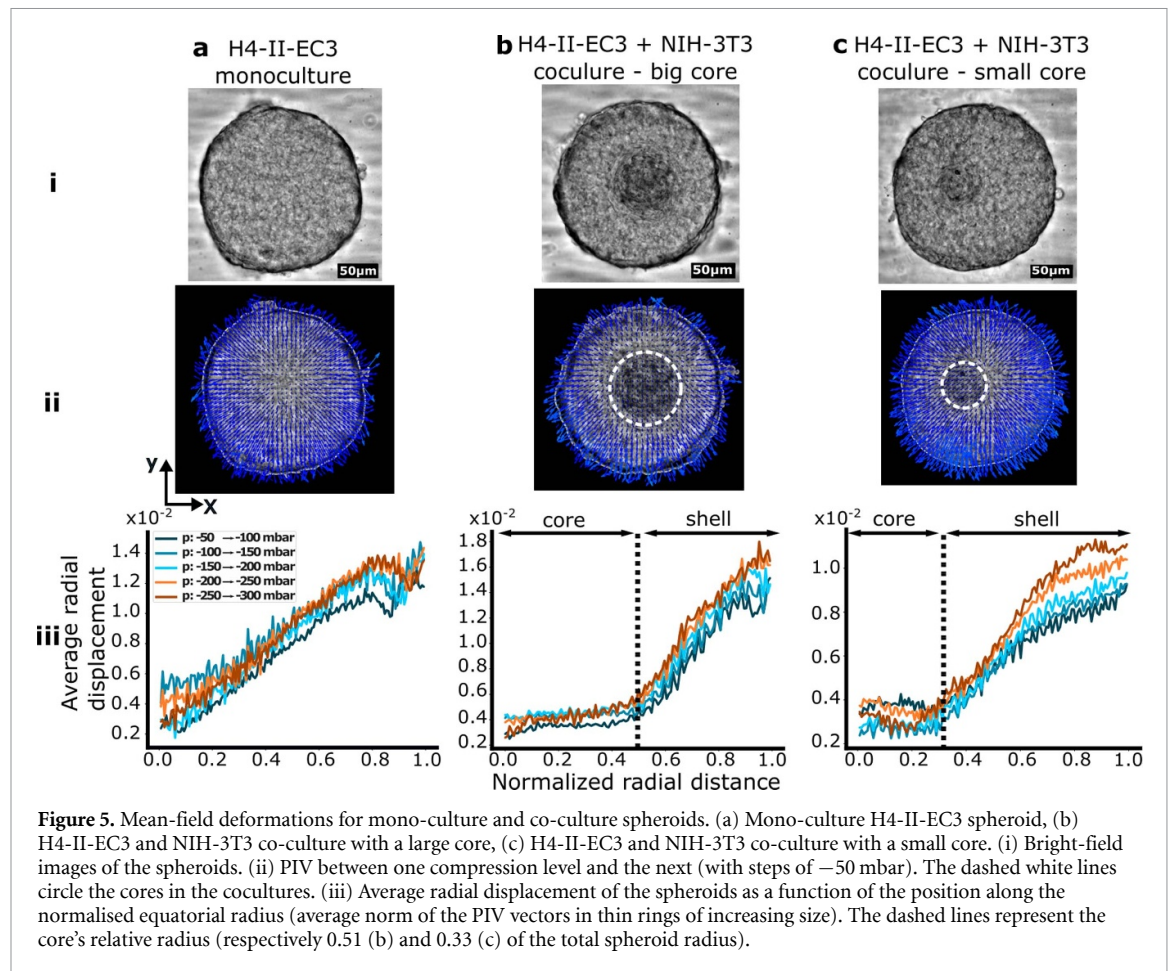 a H4-II-EC3
monoculture
b H4-II-EC3 + NIH-3T3
coculure - big core
c H4-II-EC3 + NIH-3T3
coculure - small core
i
50μm
50μm
50μm
ii
y
x
x10-2
1.4
1.2
1.0
0.8
0.6
0.4
0.2
p: -50 → -100 mbar
p: -100 → -150 mbar
p: -150 → -200 mbar
p: -200 → -250 mbar
p: -250 → -300 mbar
0.0 0.2 0.4 0.6 0.8 1.0
iii
Average radial
displacement
x10-2
core
shell
1.8
1.6
1.4
1.2
1.0
0.8
0.6
0.4
0.2
0.0 0.2 0.4 0.6 0.8 1.0
Normalized radial distance
x10-2
core
shell
1.0
0.8
0.6
0.4
0.2
0.0 0.2 0.4 0.6 0.8 1.0
Figure 5. Mean-field deformations for mono-culture and co-culture spheroids. (a) Mono-culture H4-II-EC3 spheroid, (b)
H4-II-EC3 and NIH-3T3 co-culture with a large core, (c) H4-II-EC3 and NIH-3T3 co-culture with a small core. (i) Bright-field
images of the spheroids. (ii) PIV between one compression level and the next (with steps of −50 mbar). The dashed white lines
circle the cores in the cocultures. (iii) Average radial displacement of the spheroids as a function of the position along the
normalised equatorial radius (average norm of the PIV vectors in thin rings of increasing size). The dashed lines represent the
core's relative radius (respectively 0.51 (b) and 0.33 (c) of the total spheroid radius).